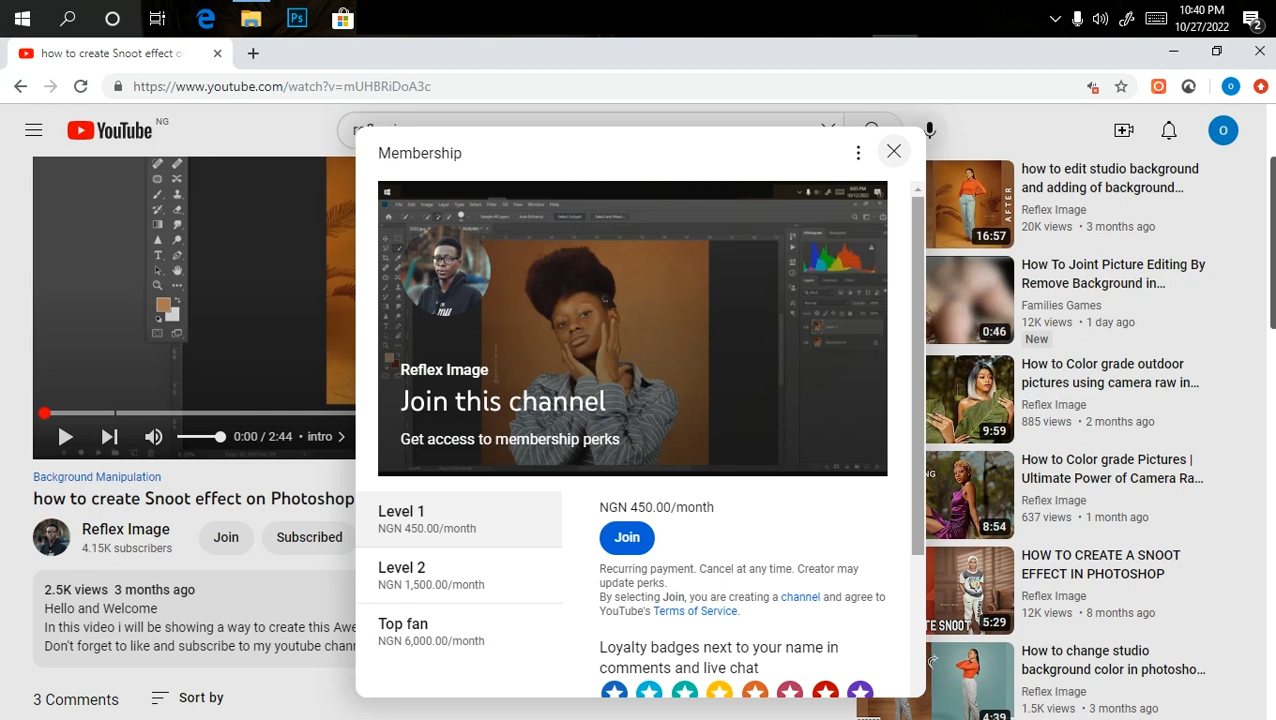 10:40 PM
10/27/2022
2
how to create Snoot effect o
https://www.youtube.com/watch?v=mUHBRiDoA3c
o
YouTube NG
o
Membership
Reflex Image
Join this channel
Get access to membership perks
0:00 / 2:44 • intro
Background Manipulation
how to create Snoot effect on Photoshop
Reflex Image
4.15K subscribers
Join
Subscribed
2.5K views 3 months ago
Hello and Welcome
In this video i will be showing a way to create this Awe
Don't forget to like and subscribe to my youtube chan
3 Comments
Sort by
Level 1
NGN 450.00/month
Level 2
NGN 1,500.00/month
Top fan
NGN 6,000.00/month
NGN 450.00/month
Join
Recurring payment. Cancel at any time. Creator may
update perks.
By selecting Join, you are creating a channel and agree to
YouTube's Terms of Service.
Loyalty badges next to your name in
comments and live chat
AFTER
16:57
how to edit studio background
and adding of background...
Reflex Image
20K views • 3 months ago
0:46
How To Joint Picture Editing By
Remove Background in...
Families Games
12K views • 1 day ago
New
9:59
How to Color grade outdoor
pictures using camera raw in...
Reflex Image
885 views • 2 months ago
8:54
How to Color grade Pictures |
Ultimate Power of Camera Ra...
Reflex Image
637 views • 1 month ago
5:29
HOW TO CREATE A SNOOT
EFFECT IN PHOTOSHOP
Reflex Image
12K views • 8 months ago
4:39
How to change studio
background color in photosho...
Reflex Image
1.5K views • 3 months ago